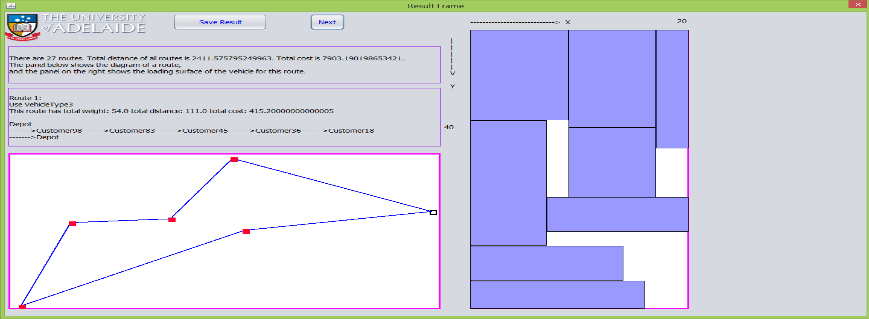 Result Frame
THE UNIVERSITY
of ADELAIDE
Save Result
Next
There are 27 routes. Total distance of all routes is 2411.575795249963. Total cost is 7903.190198653421.
The panel below shows the diagram of a route,
and the panel on the right shows the loading surface of the vehicle for this route.
Route 1:
Use VehicleType3
This route has total weight: 54.0 total distance: 111.0 total cost: 415.20000000000005
Depot
------->Customer98------->Customer83------->Customer45------->Customer36------->Customer18
------->Depot
---------------------------> X
20
Y
40